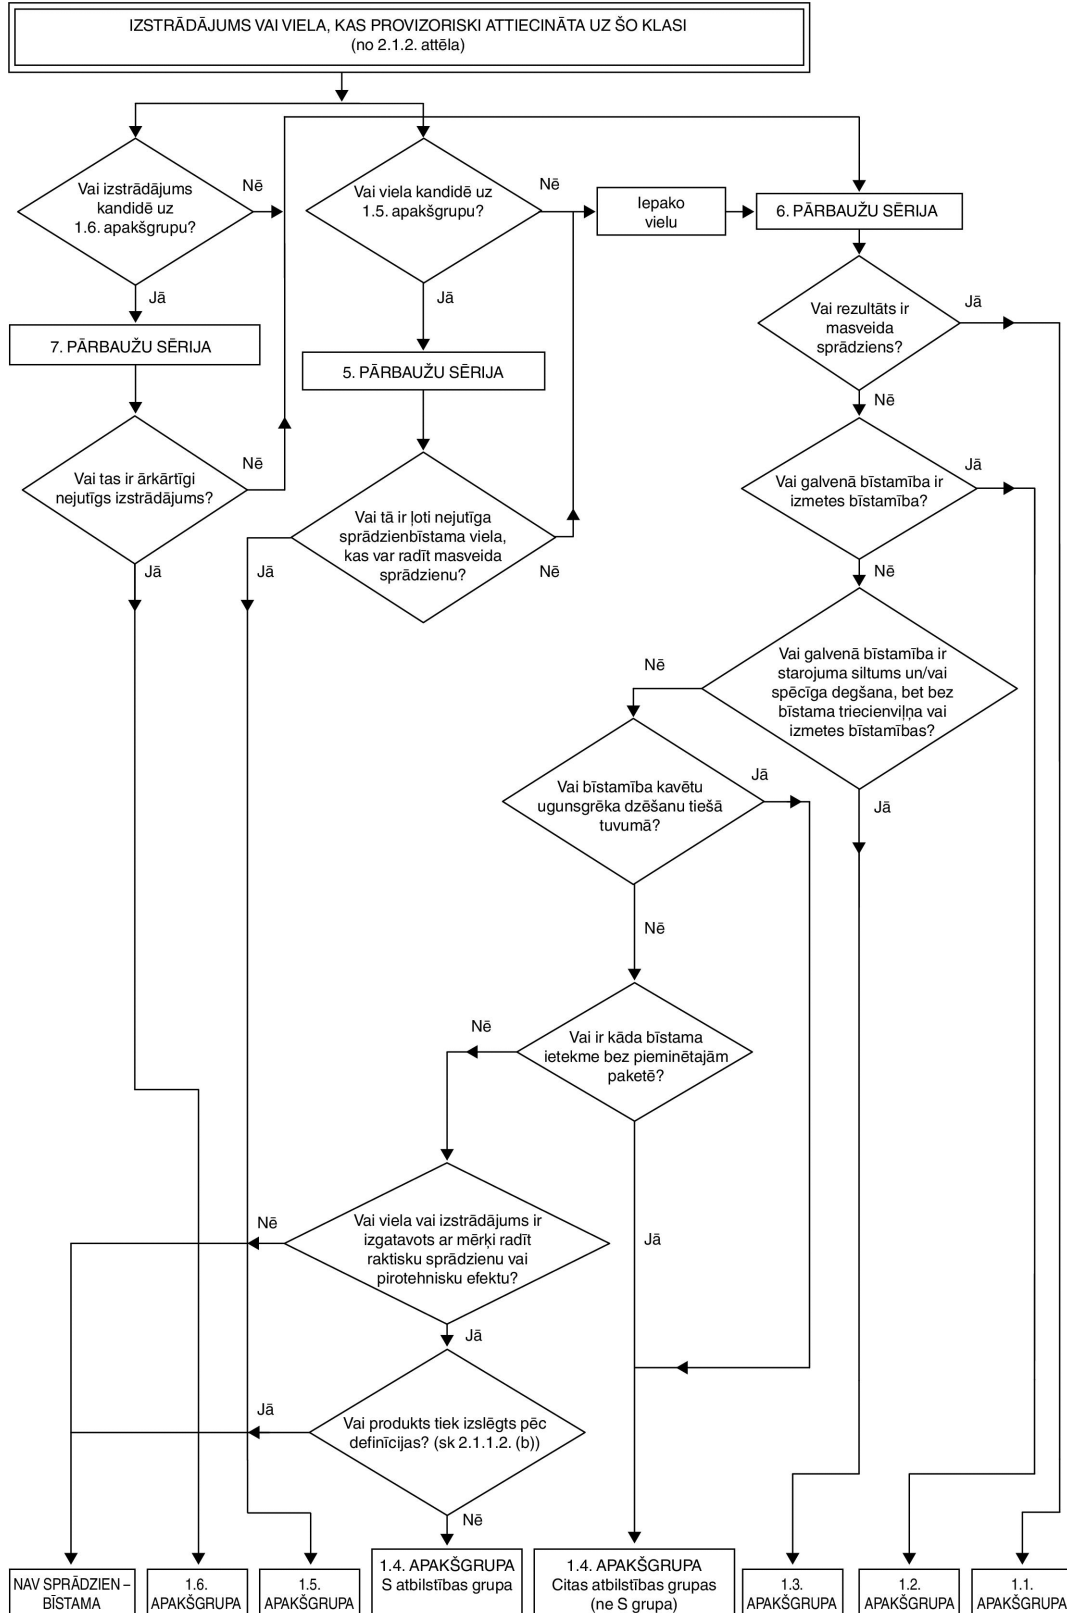 IZSTRĀDĀJUMS VAI VIELA, KAS PROVIZORISKI ATTIECINĀTA UZ ŠO KLASI
(no 2.1.2. attēla)
Vai izstrādājums
kandidē uz
1.6. apakšgrupu?
Nē
Jā
Vai viela kandidē uz
1.5. apakšgrupu?
Nē
Jā
Iepako
vielu
6. PĀRBAUŽU SĒRIJA
7. PĀRBAUŽU SĒRIJA
5. PĀRBAUŽU SĒRIJA
Vai rezultāts ir
masveida
sprādziens?
Jā
Nē
Vai tas ir ārkārtīgi
nejutīgs izstrādājums?
Nē
Jā
Vai tā ir ļoti nejutīga
sprādzienbīstama viela,
kas var radīt masveida
sprādzienu?
Jā
Nē
Vai galvenā bīstamība ir
izmetes bīstamība?
Jā
Nē
Vai galvenā bīstamība ir
starojuma siltums un/vai
spēcīga degšana, bet bez
bīstama triecienviļņa vai
izmetes bīstamības?
Nē
Jā
Vai bīstamība kavētu
ugunsgrēka dzēšanu tiešā
tuvumā?
Jā
Nē
Vai ir kāda bīstama
ietekme bez pieminētajām
paketē?
Nē
Jā
Vai viela vai izstrādājums ir
izgatavots ar mērķi radīt
raktisku sprādzienu vai
pirotehnisku efektu?
Nē
Jā
Vai produkts tiek izslēgts pēc
definīcijas? (sk 2.1.1.2. (b))
Jā
Nē
NAV SPRĀDZIEN –
BĪSTAMA
1.6.
APAKŠGRUPA
1.5.
APAKŠGRUPA
1.4. APAKŠGRUPA
S atbilstības grupa
1.4. APAKŠGRUPA
Citas atbilstības grupas
(ne S grupa)
1.3.
APAKŠGRUPA
1.2.
APAKŠGRUPA
1.1.
APAKŠGRUPA